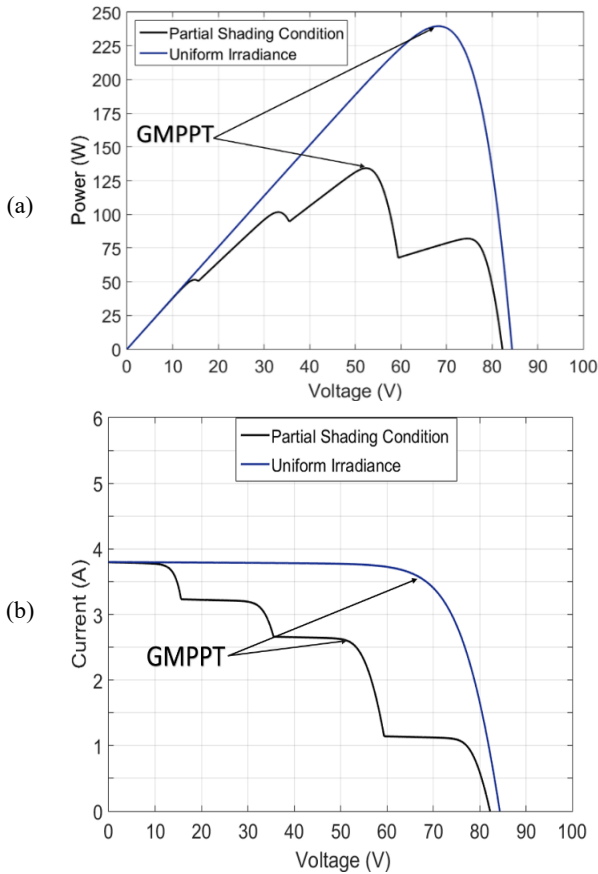 250
225
200
175
150
125
100
75
50
25
0
Power (W)
Partial Shading Condition
Uniform Irradiance
GMPPT
(a)
0 10 20 30 40 50 60 70 80 90 100
Voltage (V)
6
5
4
3
2
1
0
Current (A)
Partial Shading Condition
Uniform Irradiance
GMPPT
(b)
0 10 20 30 40 50 60 70 80 90 100
Voltage (V)